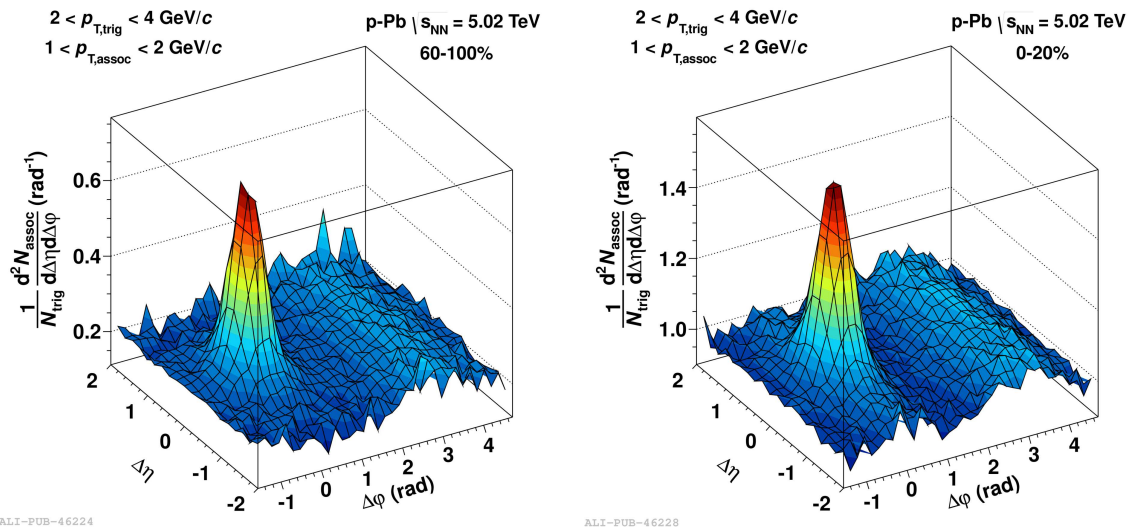 2 < p_T,trig < 4 GeV/c
1 < p_T,assoc < 2 GeV/c
p-Pb √s_NN = 5.02 TeV
60-100%
1/N_trig d²N_assoc/dΔηdΔφ (rad⁻¹)
0.6
0.4
0.2
2
1
0
-1
-2
Δη
-1
0
1
2
3
4
Δφ (rad)
ALI-PUB-46224
2 < p_T,trig < 4 GeV/c
1 < p_T,assoc < 2 GeV/c
p-Pb √s_NN = 5.02 TeV
0-20%
1/N_trig d²N_assoc/dΔηdΔφ (rad⁻¹)
1.4
1.2
1.0
2
1
0
-1
-2
Δη
-1
0
1
2
3
4
Δφ (rad)
ALI-PUB-46228